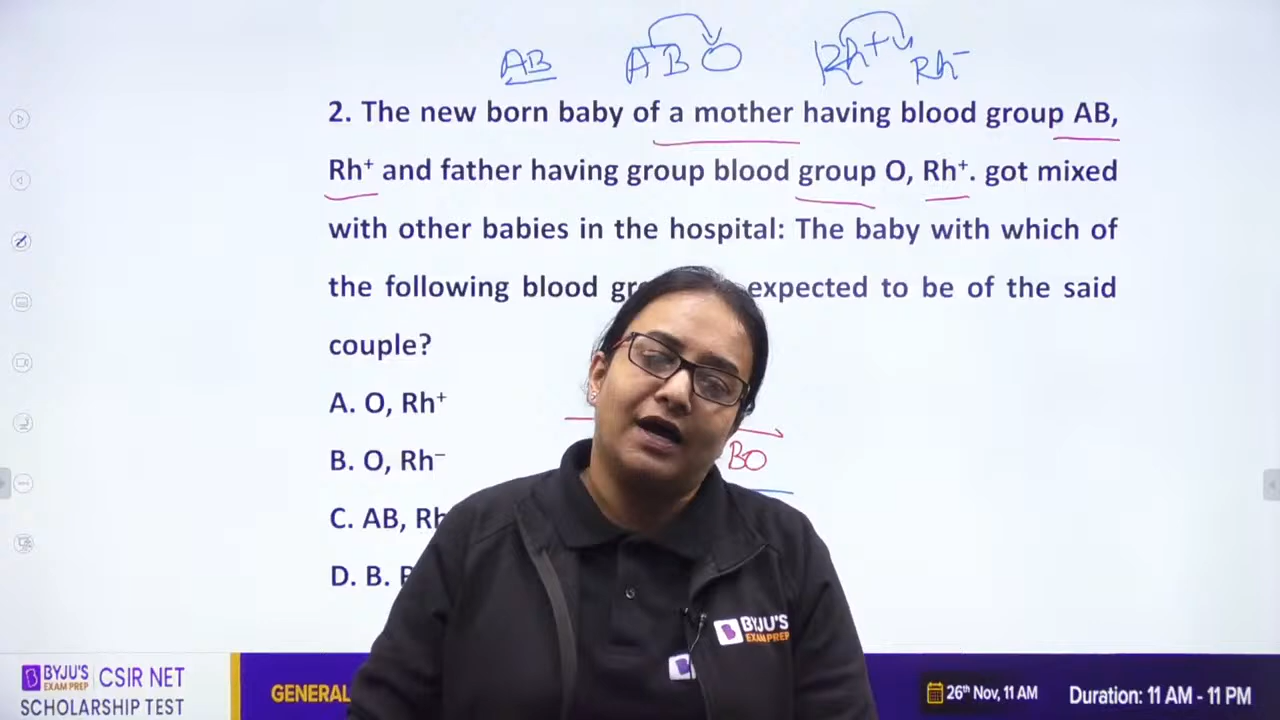 AB ABO Rh+ Rh-
2. The new born baby of a mother having blood group AB,
Rh⁺ and father having group blood group O, Rh⁺. got mixed
with other babies in the hospital: The baby with which of
the following blood expected to be of the said
couple?
A. O, Rh⁺
BO
B. O, Rh⁻
C. AB,
D. B.
BYJU'S
EXAM PREP
BYJU'S
EXAM PREP
CSIR NET
SCHOLARSHIP TEST
GENERAL
26th Nov, 11 AM
Duration: 11 AM - 11 PM